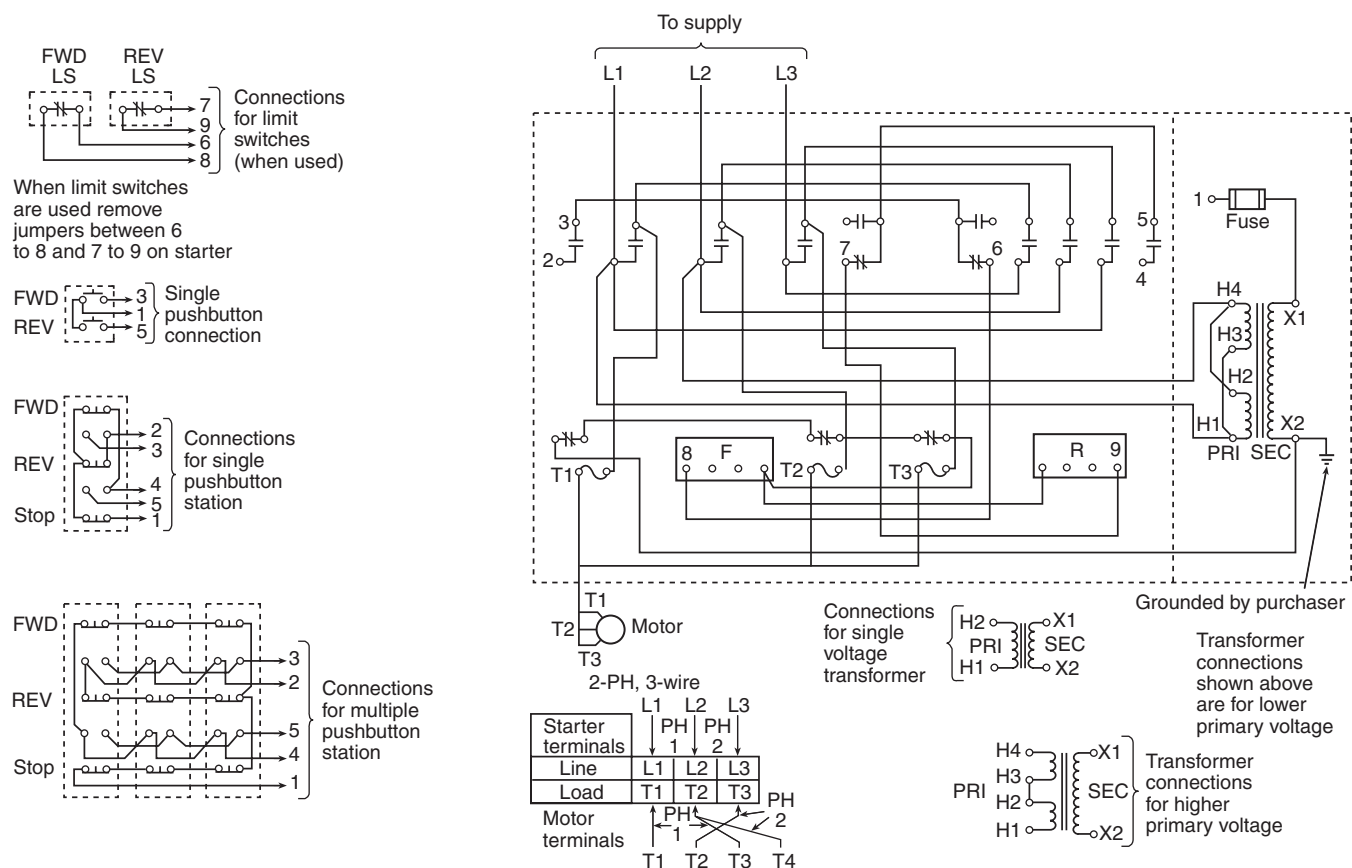 To supply
L1 L2 L3
FWD LS
REV LS
7
9
6
8
Connections
for limit
switches
(when used)
When limit switches
are used remove
jumpers between 6
to 8 and 7 to 9 on starter
FWD
REV
3
1
5
Single
pushbutton
connection
FWD
REV
Stop
2
3
4
5
1
Connections
for single
pushbutton
station
FWD
REV
Stop
3
2
5
4
1
Connections
for multiple
pushbutton
station
3
2
7
6
5
4
1
Fuse
H4
H3
H2
H1
X1
X2
PRI SEC
T1
8 F
T2
T3
R 9
T1
T2
T3
Motor
Grounded by purchaser
Connections
for single
voltage
transformer
H2
H1
PRI
SEC
X1
X2
Transformer
connections
shown above
are for lower
primary voltage
2-PH, 3-wire
L1 L2 L3
PH 1
PH 2
Starter
terminals
Line L1 L2 L3
Load T1 T2 T3
Motor
terminals
PH 1
PH 2
T1 T2 T3 T4
H4
H3
H2
H1
PRI
SEC
X1
X2
Transformer
connections
for higher
primary voltage